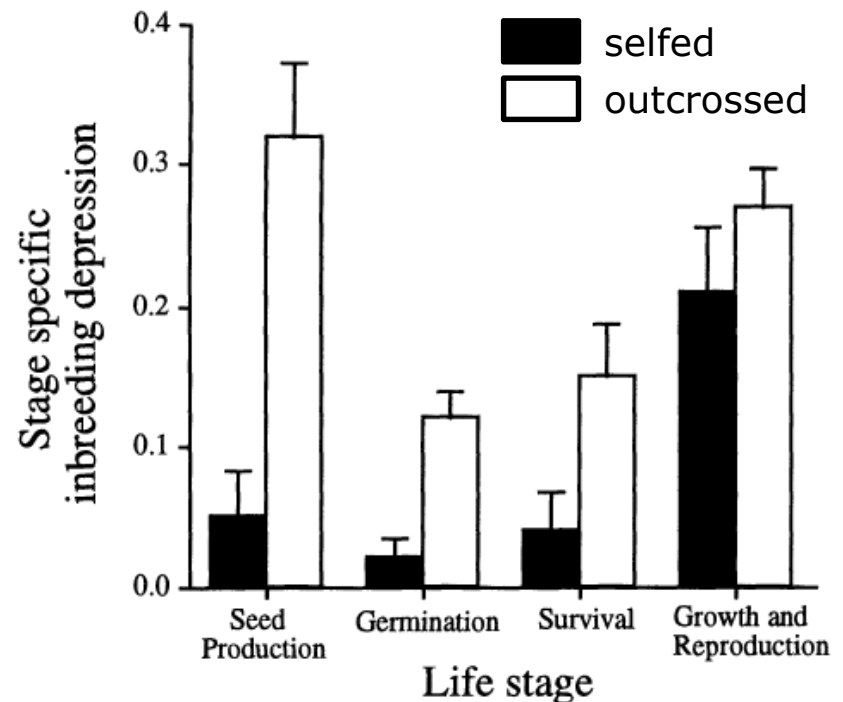 selfed
outcrossed
Stage specific
inbreeding depression
0.4
0.3
0.2
0.1
0.0
Seed
Production
Germination
Survival
Growth and
Reproduction
Life stage